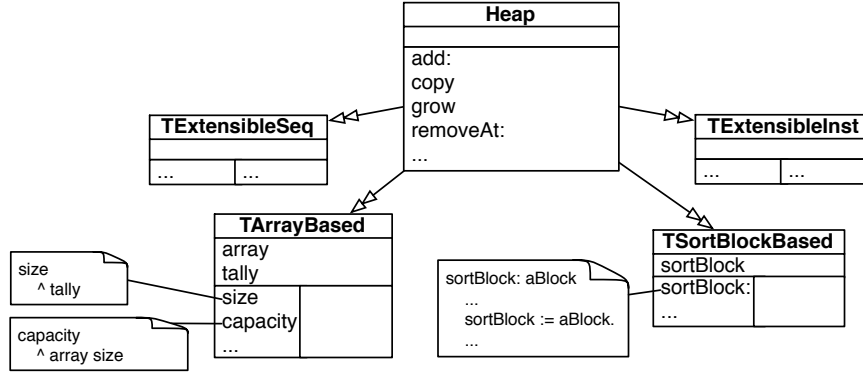 Heap
add:
copy
grow
removeAt:
...
TExtensibleSeq
... ...
TExtensibleInst
... ...
TArrayBased
array
tally
size
capacity
...
size
^ tally
capacity
^ array size
TSortBlockBased
sortBlock
sortBlock:
...
sortBlock: aBlock
...
sortBlock := aBlock.
...